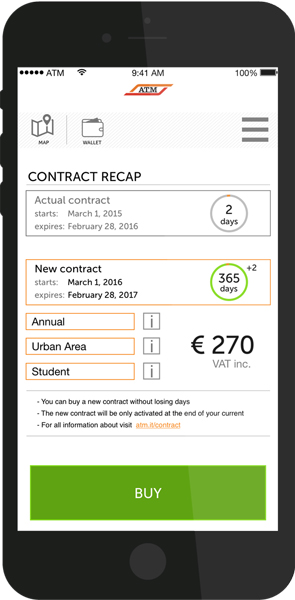 ATM 9:41 AM 100%
ATM
MAP WALLET
CONTRACT RECAP
Actual contract
starts: March 1, 2015
expires: February 28, 2016
2
days
New contract
starts: March 1, 2016
expires: February 28, 2017
365
days
+2
Annual i
Urban Area i
Student i
€ 270
VAT inc.
- You can buy a new contract without losing days
- The new contract will be only activated at the end of your current
- For all information about visit atm.it/contract
BUY